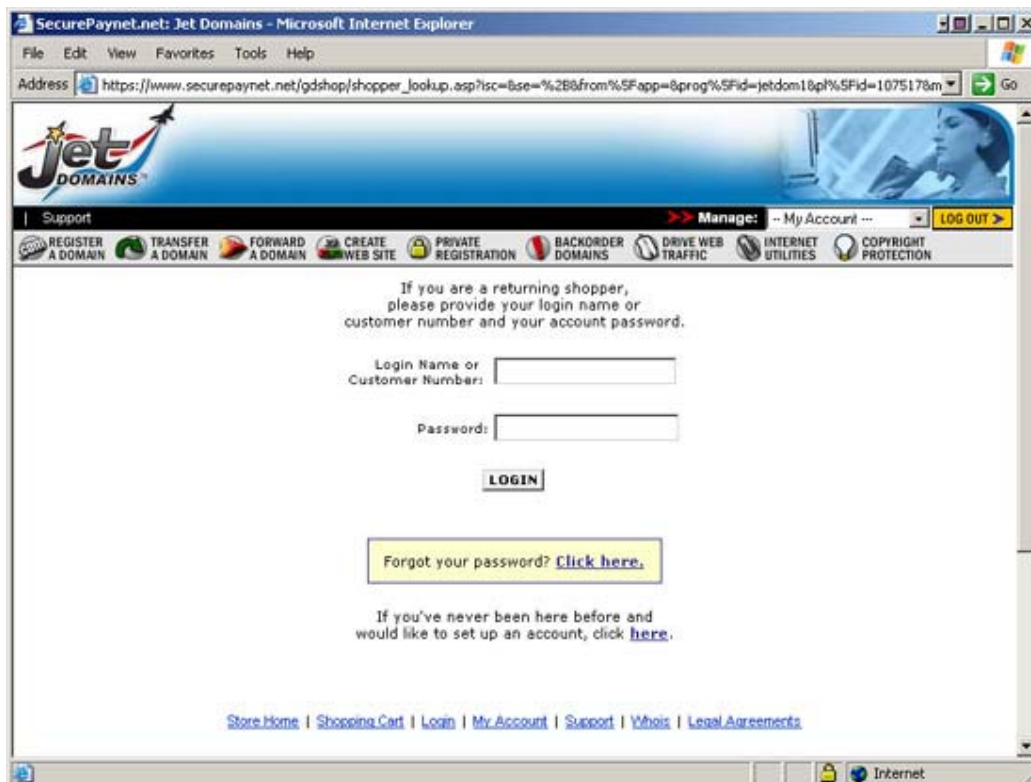 SecurePaynet.net: Jet Domains - Microsoft Internet Explorer
File Edit View Favorites Tools Help
Address https://www.securepaynet.net/gdshop/shopper_lookup.asp?isc=&se=%2B&from%5Fapp=&prog%5Fid=jetdom1&pl%5Fid=107517&m Go
jet
DOMAINS
| Support Manage: -- My Account --- LOG OUT
REGISTER A DOMAIN
TRANSFER A DOMAIN
FORWARD A DOMAIN
CREATE WEB SITE
PRIVATE REGISTRATION
BACKORDER DOMAINS
DRIVE WEB TRAFFIC
INTERNET UTILITIES
COPYRIGHT PROTECTION
If you are a returning shopper,
please provide your login name or
customer number and your account password.
Login Name or
Customer Number:
Password:
LOGIN
Forgot your password? Click here.
If you've never been here before and
would like to set up an account, click here.
Store Home | Shopping Cart | Login | My Account | Support | Whois | Legal Agreements
Internet